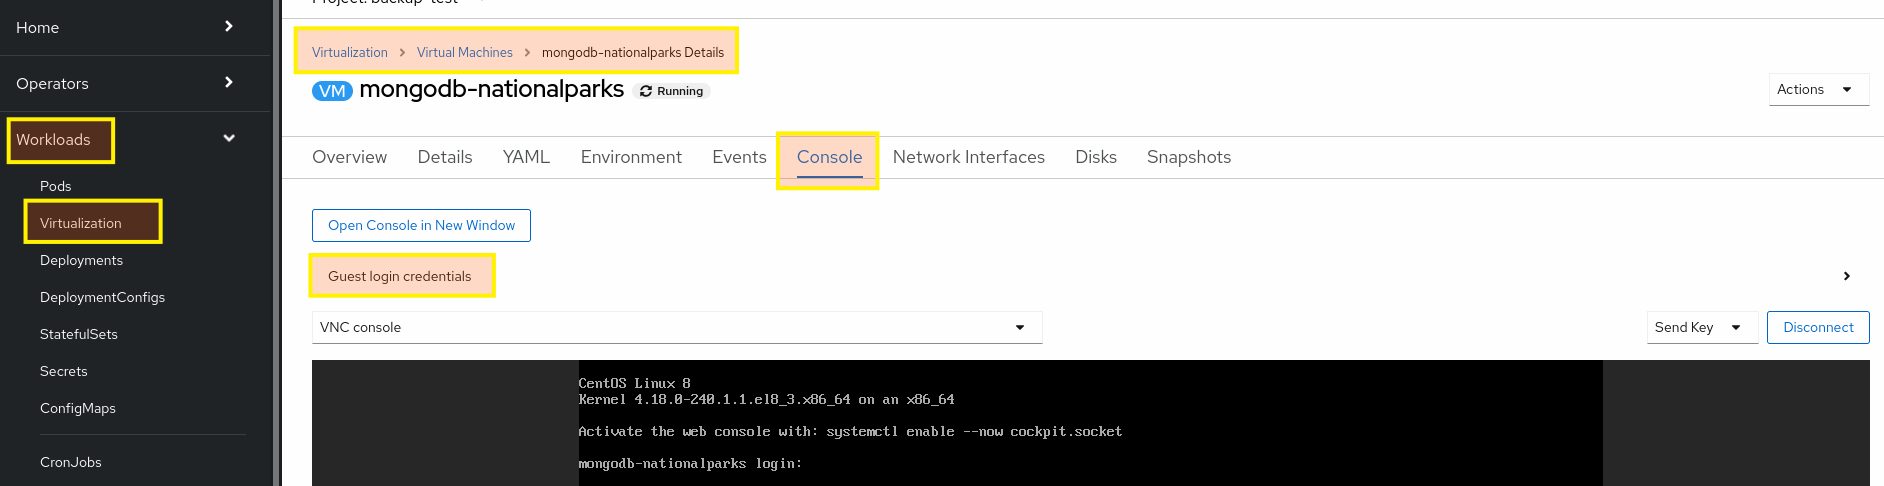 Project: backup-test
Home
Operators
Workloads
Pods
Virtualization
Deployments
DeploymentConfigs
StatefulSets
Secrets
ConfigMaps
CronJobs
Virtualization > Virtual Machines > mongodb-nationalparks Details
VM mongodb-nationalparks Running
Actions
Overview Details YAML Environment Events Console Network Interfaces Disks Snapshots
Open Console in New Window
Guest login credentials
VNC console
Send Key
Disconnect
CentOS Linux 8
Kernel 4.18.0-240.1.1.el8_3.x86_64 on an x86_64
Activate the web console with: systemctl enable --now cockpit.socket
mongodb-nationalparks login: